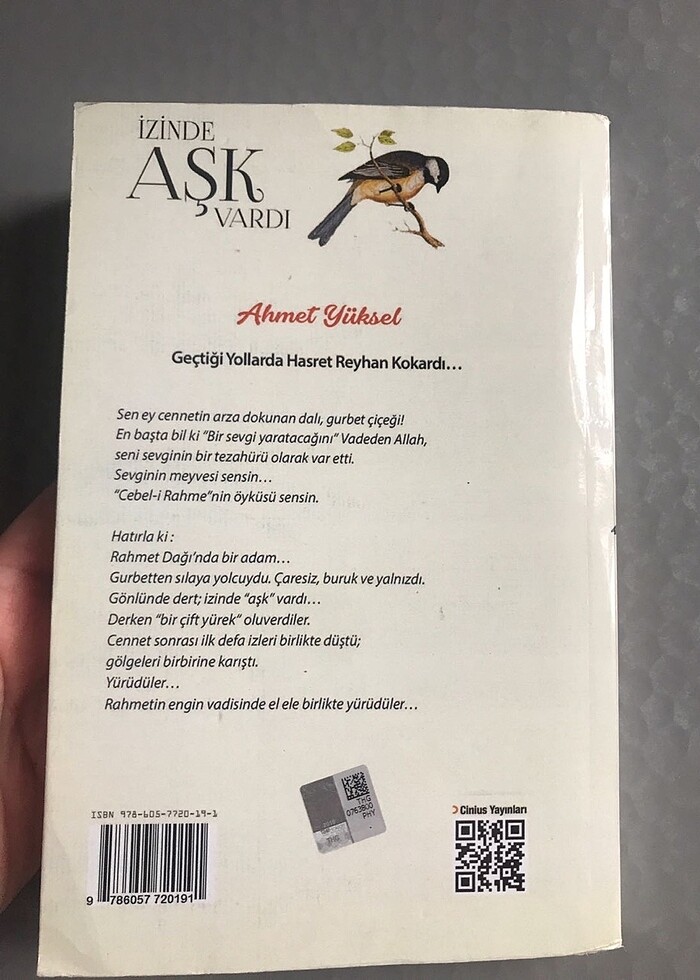 İZİNDE
AŞK
VARDI
Ahmet Yüksel
Geçtiği Yollarda Hasret Reyhan Kokardı...
Sen ey cennetin arza dokunan dalı, gurbet çiçeği!
En başta bil ki “Bir sevgi yaratacağını” Vadeden Allah,
seni sevginin bir tezahürü olarak var etti.
Sevginin meyvesi sensin...
“Cebel-i Rahme”nin öyküsü sensin.
Hatırla ki :
Rahmet Dağı’nda bir adam...
Gurbetten sılaya yolcuydu. Çaresiz, buruk ve yalnızdı.
Gönlünde dert; izinde “aşk” vardı...
Derken “bir çift yürek” oluverdiler.
Cennet sonrası ilk defa izleri birlikte düştü;
gölgeleri birbirine karıştı.
Yürüdüler...
Rahmetin engin vadisinde el ele birlikte yürüdüler...
THG
0763800
PHY
THG
ISBN 978-605-7720-19-1
9 786057 720191
Cinius Yayınları